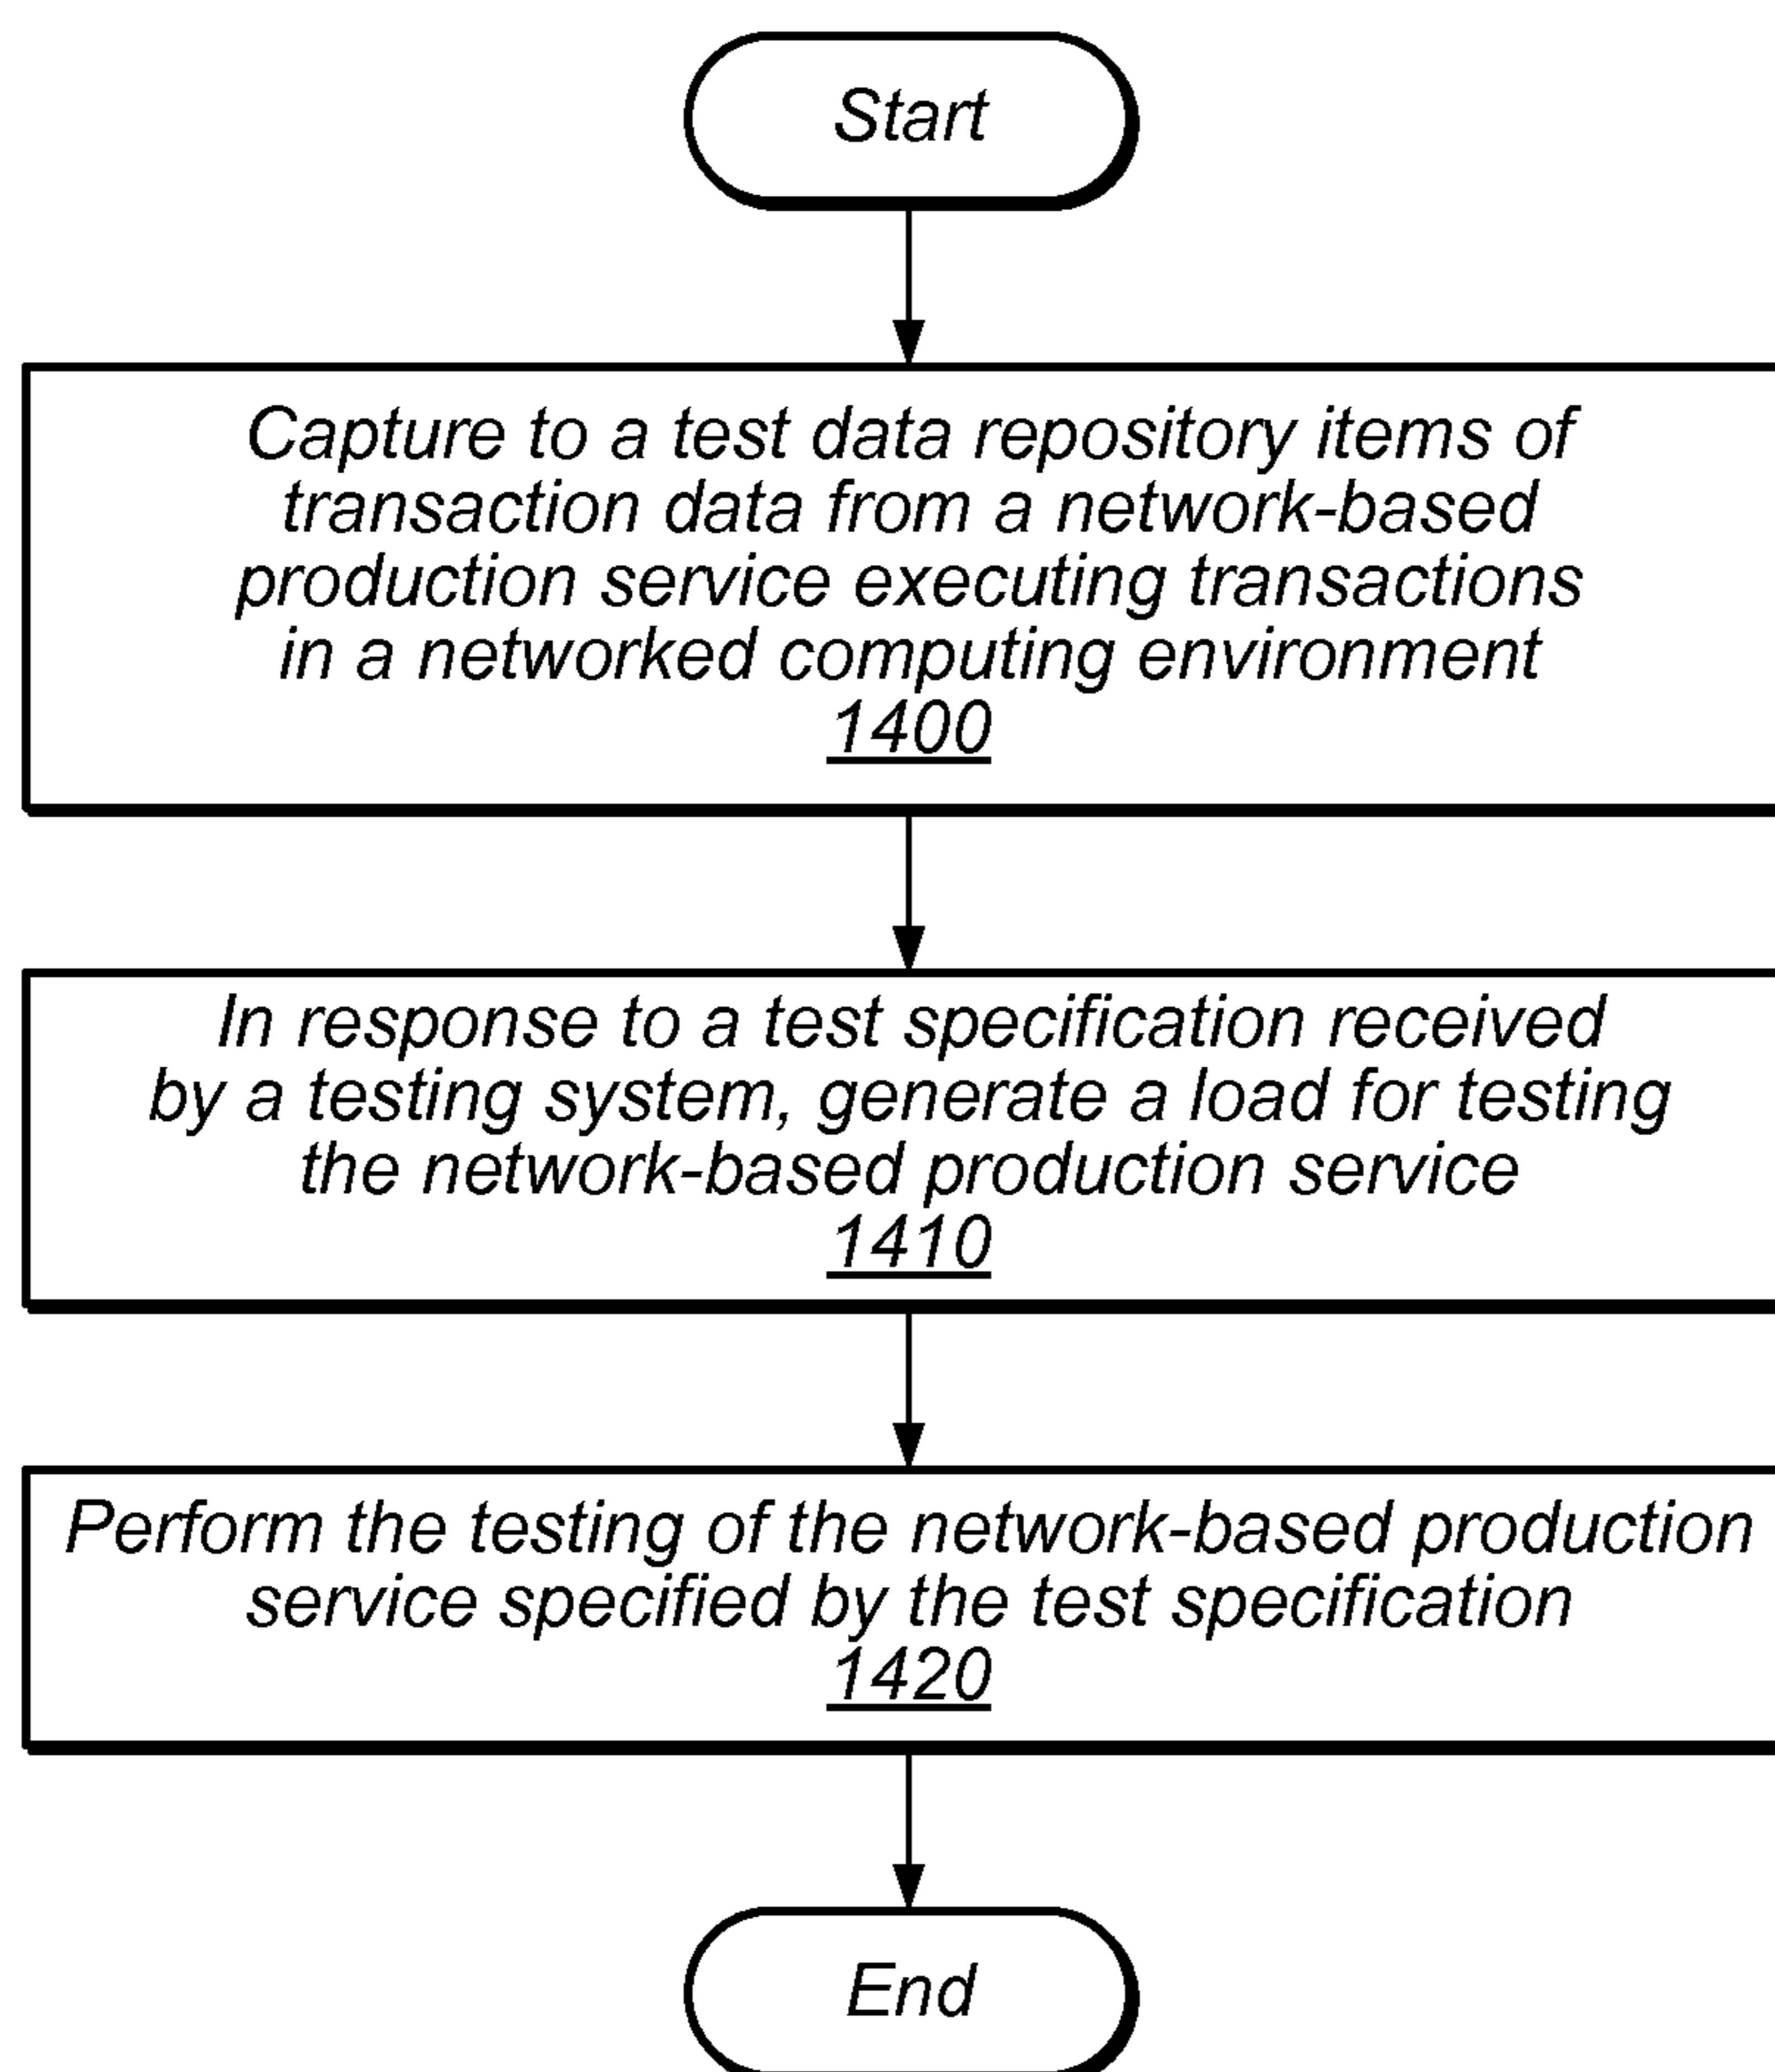 Start
Capture to a test data repository items of
transaction data from a network-based
production service executing transactions
in a networked computing environment
1400
In response to a test specification received
by a testing system, generate a load for testing
the network-based production service
1410
Perform the testing of the network-based production
service specified by the test specification
1420
End